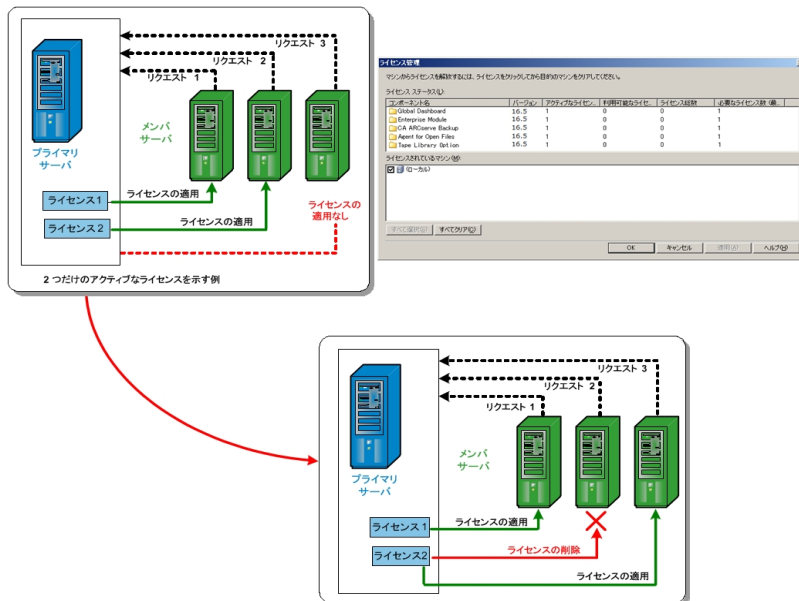 リクエスト 3
リクエスト 2
リクエスト 1
プライマリ
サーバ
メンバ
サーバ
ライセンス1
ライセンスの適用
ライセンス2
ライセンスの適用
ライセンスの
適用なし
2 つだけのアクティブなライセンスを示す例
ライセンス管理
マシンからライセンスを解放するには、ライセンスをクリックしてから目的のマシンをクリアしてください。
ライセンス ステータス(L)
コンポーネント名 バージョン アクティブなライセン... 利用可能なライセ... ライセンス総数 必要なライセンス数 (最...
Global Dashboard 16.5 1 0 0 1
Enterprise Module 16.5 1 0 0 1
CA ARCserve Backup 16.5 1 0 0 1
Agent for Open Files 16.5 1 0 0 1
Tape Library Option 16.5 1 0 0 1
ライセンスされているマシン(M)
(ローカル)
すべて選択(S) すべてクリア(C)
OK キャンセル 適用(A) ヘルプ(H)
リクエスト 3
リクエスト 2
リクエスト 1
プライマリ
サーバ
メンバ
サーバ
ライセンス 1
ライセンスの適用
ライセンス2
ライセンスの削除
ライセンスの適用